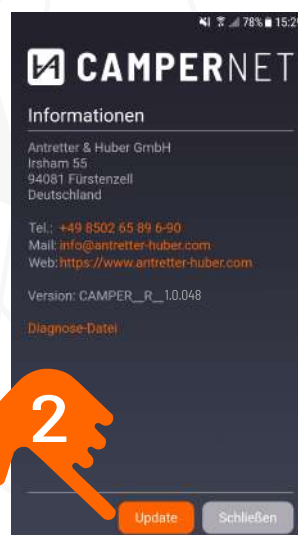 78% 15:29
CAMPERNET
Informationen
Antretter & Huber GmbH
Irsham 55
94081 Fürstenzell
Deutschland
Tel.: +49 8502 65 89 6-90
Mail: info@antretter-huber.com
Web: https://www.antretter-huber.com
Version: CAMPER__R__1.0.048
Diagnose-Datei
2
Update Schließen